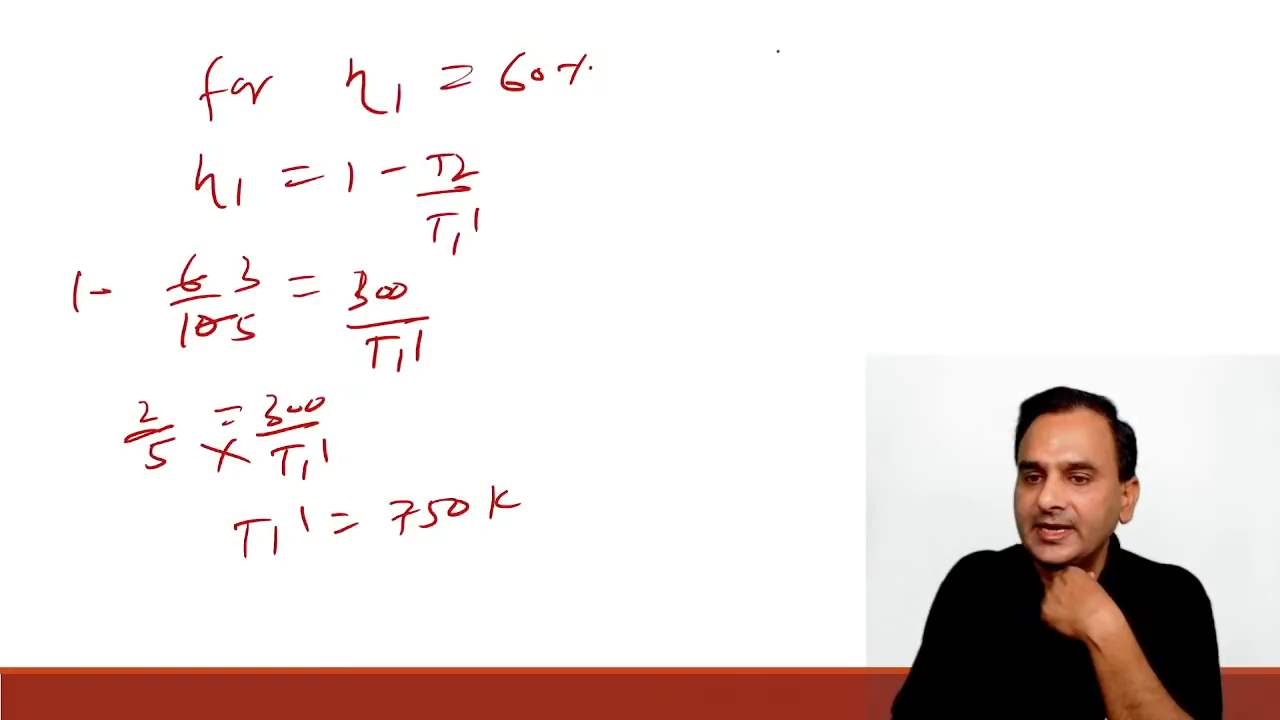 for η1 = 60%
η1 = 1 - T2/T1'
1- 6/10 3/5 = 300/T1'
2/5 = 300/T1'
T1' = 750 K